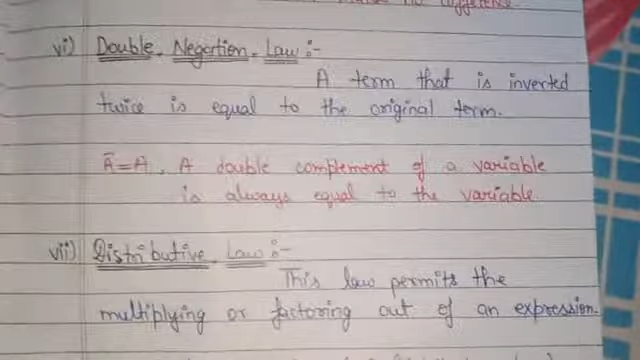 vi) Double Negation Law :-
A term that is inverted
twice is equal to the original term.
A̿ = A, A double complement of a variable
is always equal to the variable.
vii) Distributive Law :-
This law permits the
multiplying or factoring out of an expression.